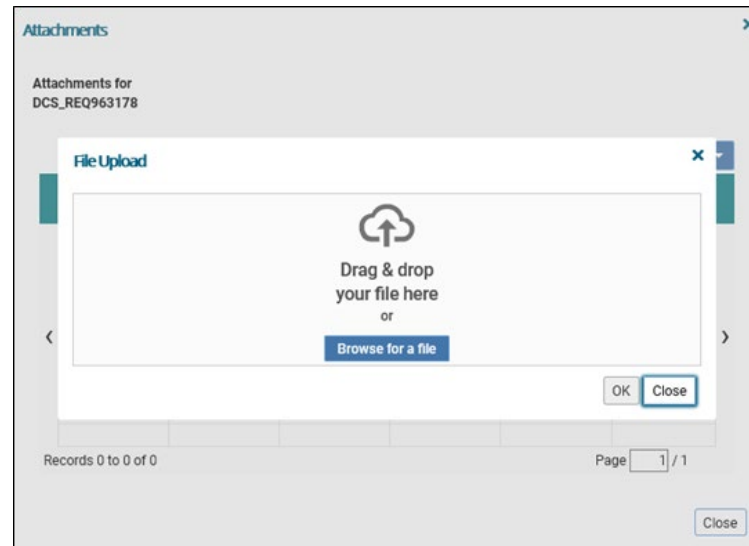 Attachments
Attachments for
DCS_REQ963178
File Upload
Drag & drop
your file here
or
Browse for a file
OK Close
Records 0 to 0 of 0 Page 1 / 1
Close